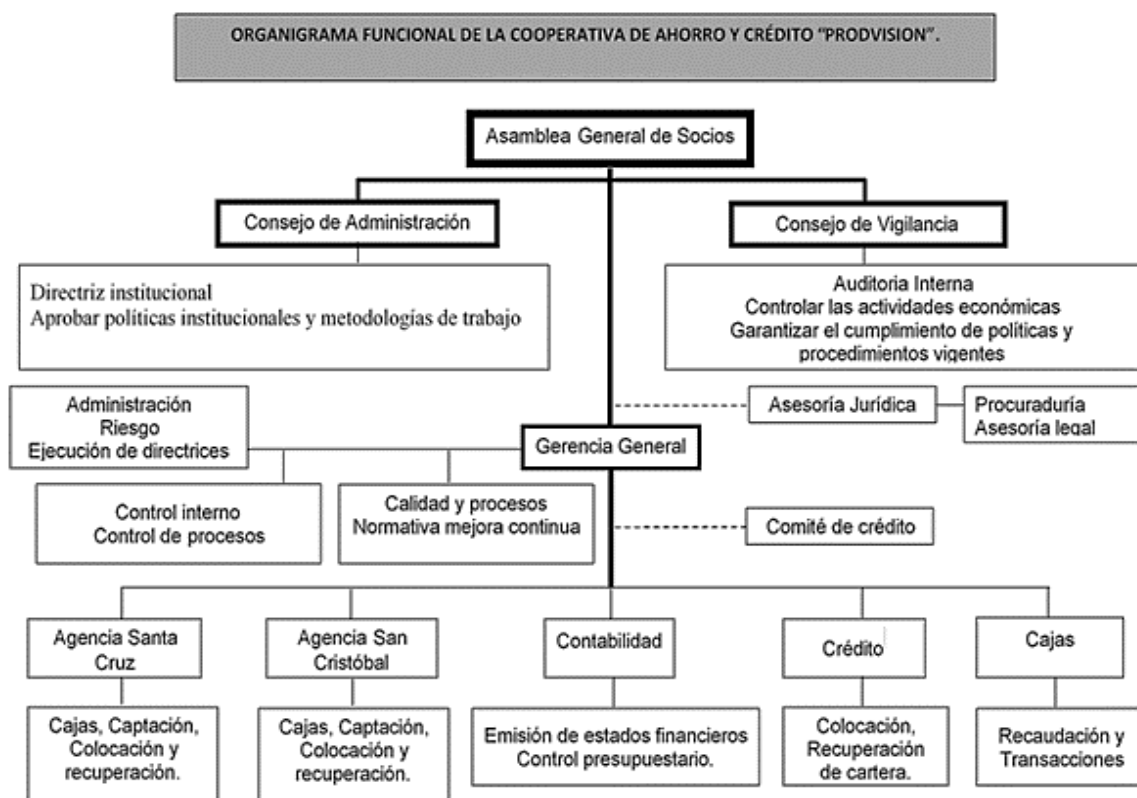 ORGANIGRAMA FUNCIONAL DE LA COOPERATIVA DE AHORRO Y CRÉDITO “PRODVISION”.
Asamblea General de Socios
Consejo de Administración
Consejo de Vigilancia
Directriz institucional
Aprobar políticas institucionales y metodologías de trabajo
Auditoria Interna
Controlar las actividades económicas
Garantizar el cumplimiento de políticas y
procedimientos vigentes
Administración
Riesgo
Ejecución de directrices
Asesoría Jurídica
Procuraduría
Asesoría legal
Gerencia General
Control interno
Control de procesos
Calidad y procesos
Normativa mejora continua
Comité de crédito
Agencia Santa
Cruz
Agencia San
Cristóbal
Contabilidad
Crédito
Cajas
Cajas, Captación,
Colocación y
recuperación.
Cajas, Captación,
Colocación y
recuperación.
Emisión de estados financieros
Control presupuestario.
Colocación,
Recuperación
de cartera.
Recaudación y
Transacciones